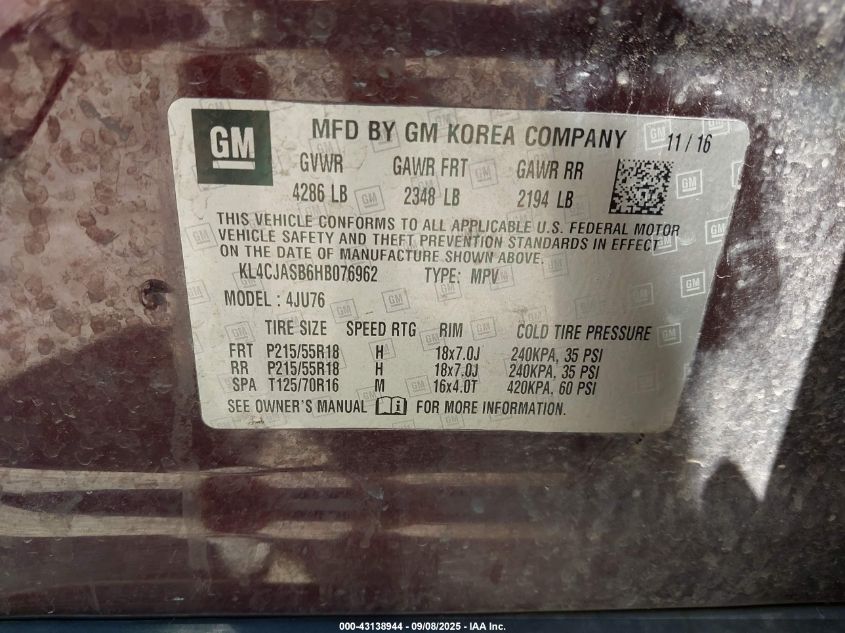 GM MFD BY GM KOREA COMPANY 11/16
GVWR GAWR FRT GAWR RR
4286 LB 2348 LB 2194 LB
THIS VEHICLE CONFORMS TO ALL APPLICABLE U.S. FEDERAL MOTOR
VEHICLE SAFETY AND THEFT PREVENTION STANDARDS IN EFFECT
ON THE DATE OF MANUFACTURE SHOWN ABOVE.
KL4CJASB6HB076962 TYPE: MPV
MODEL : 4JU76
TIRE SIZE SPEED RTG RIM COLD TIRE PRESSURE
FRT P215/55R18 H 18x7.0J 240KPA, 35 PSI
RR P215/55R18 H 18x7.0J 240KPA, 35 PSI
SPA T125/70R16 M 16x4.0T 420KPA, 60 PSI
SEE OWNER'S MANUAL i FOR MORE INFORMATION.
000-43138944 - 09/08/2025 - IAA Inc.